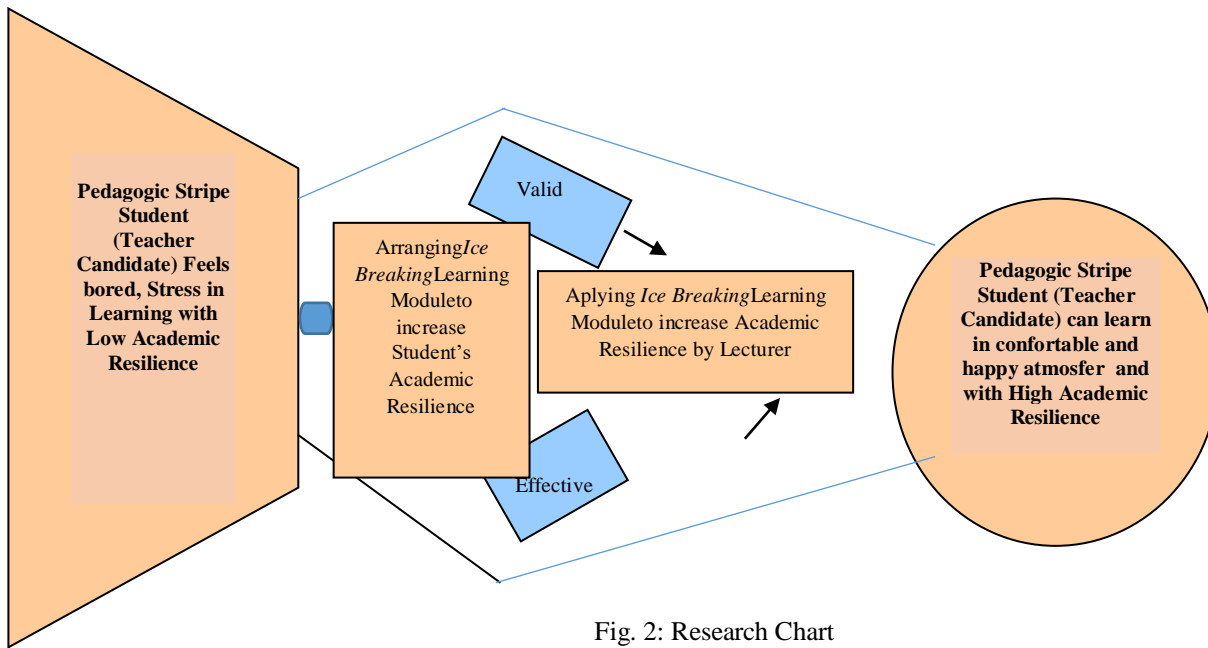 Pedagogic Stripe
Student
(Teacher
Candidate) Feels
bored, Stress in
Learning with
Low Academic
Resilience
Valid
ArrangingIce
BreakingLearning
Moduleto
increase
Student’s
Academic
Resilience
Effective
Aplying Ice BreakingLearning
Moduleto increase Academic
Resilience by Lecturer
Pedagogic Stripe
Student (Teacher
Candidate) can learn
in confortable and
happy atmosfer and
with High Academic
Resilience
Fig. 2: Research Chart